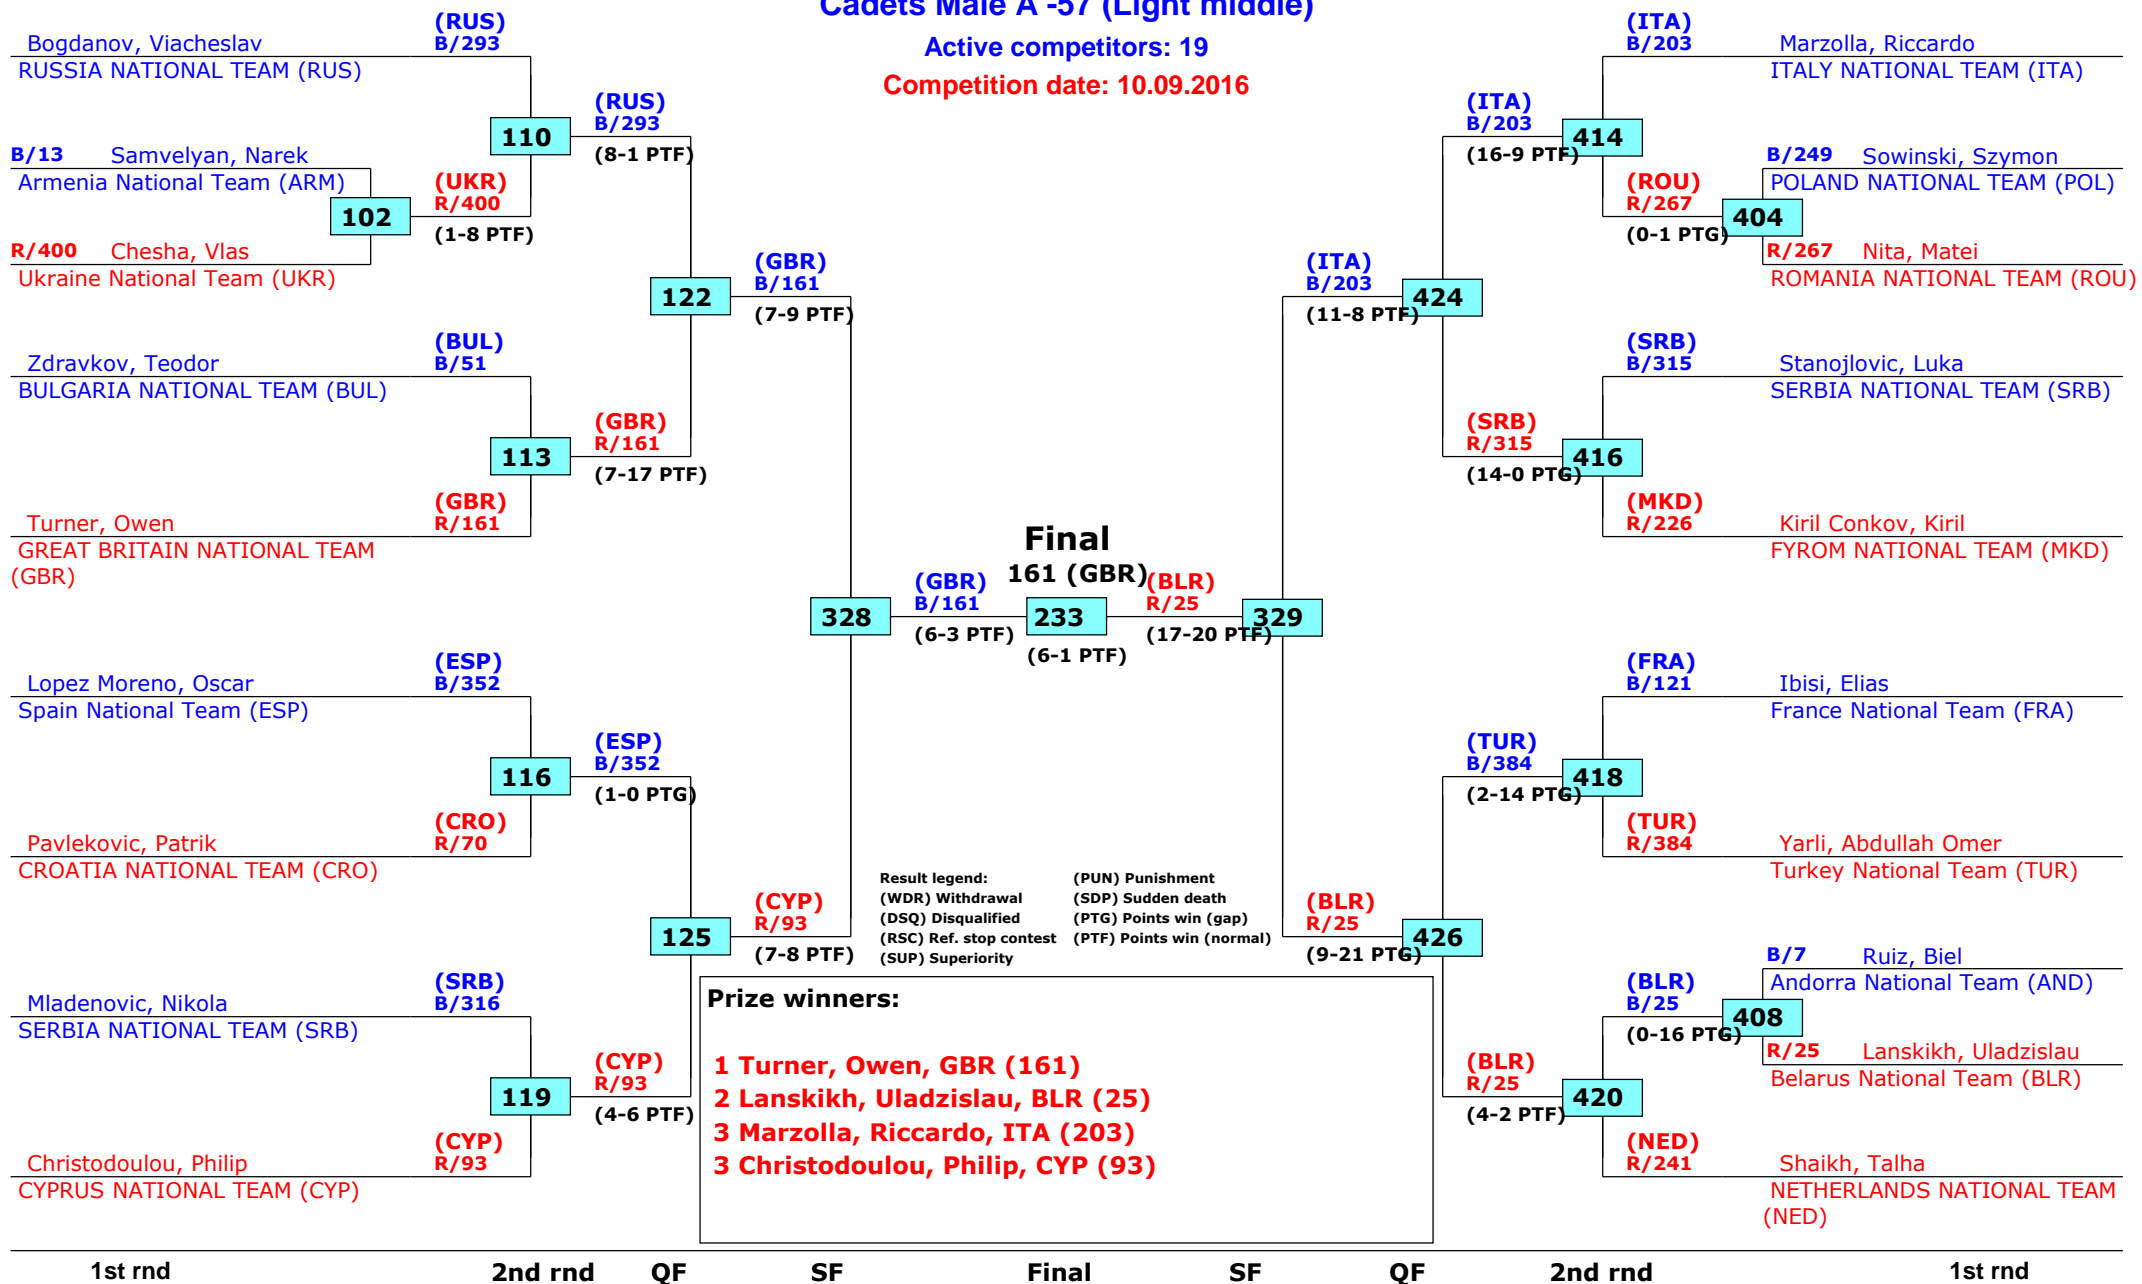 Cadets Male A -57 (Light middle)
Active competitors: 19
Competition date: 10.09.2016
Bogdanov, Viacheslav
RUSSIA NATIONAL TEAM (RUS)
(RUS)
B/293
B/13 Samvelyan, Narek
Armenia National Team (ARM)
102
R/400 Chesha, Vlas
Ukraine National Team (UKR)
(UKR)
R/400
(1-8 PTF)
110
(RUS)
B/293
(8-1 PTF)
Zdravkov, Teodor
BULGARIA NATIONAL TEAM (BUL)
(BUL)
B/51
113
Turner, Owen
GREAT BRITAIN NATIONAL TEAM
(GBR)
(GBR)
R/161
(GBR)
R/161
(7-17 PTF)
122
(GBR)
B/161
(7-9 PTF)
Lopez Moreno, Oscar
Spain National Team (ESP)
(ESP)
B/352
116
Pavlekovic, Patrik
CROATIA NATIONAL TEAM (CRO)
(CRO)
R/70
(ESP)
B/352
(1-0 PTG)
125
Mladenovic, Nikola
SERBIA NATIONAL TEAM (SRB)
(SRB)
B/316
119
Christodoulou, Philip
CYPRUS NATIONAL TEAM (CYP)
(CYP)
R/93
(CYP)
R/93
(4-6 PTF)
(CYP)
R/93
(7-8 PTF)
328
(GBR)
B/161
(6-3 PTF)
Final
161 (GBR)
233
(6-1 PTF)
(BLR)
R/25
(17-20 PTF)
329
(ITA)
B/203
(11-8 PTF)
424
(ITA)
B/203
(16-9 PTF)
414
(ITA)
B/203
Marzolla, Riccardo
ITALY NATIONAL TEAM (ITA)
(ROU)
R/267
(0-1 PTG)
404
B/249 Sowinski, Szymon
POLAND NATIONAL TEAM (POL)
R/267 Nita, Matei
ROMANIA NATIONAL TEAM (ROU)
(SRB)
R/315
(14-0 PTG)
416
(SRB)
B/315
Stanojlovic, Luka
SERBIA NATIONAL TEAM (SRB)
(MKD)
R/226
Kiril Conkov, Kiril
FYROM NATIONAL TEAM (MKD)
(BLR)
R/25
(9-21 PTG)
426
(TUR)
B/384
(2-14 PTG)
418
(FRA)
B/121
Ibisi, Elias
France National Team (FRA)
(TUR)
R/384
Yarli, Abdullah Omer
Turkey National Team (TUR)
(BLR)
R/25
(4-2 PTF)
420
(BLR)
B/25
(0-16 PTG)
408
B/7 Ruiz, Biel
Andorra National Team (AND)
R/25 Lanskikh, Uladzislau
Belarus National Team (BLR)
(NED)
R/241
Shaikh, Talha
NETHERLANDS NATIONAL TEAM
(NED)
Result legend:
(WDR) Withdrawal
(DSQ) Disqualified
(RSC) Ref. stop contest
(SUP) Superiority
(PUN) Punishment
(SDP) Sudden death
(PTG) Points win (gap)
(PTF) Points win (normal)
Prize winners:
1 Turner, Owen, GBR (161)
2 Lanskikh, Uladzislau, BLR (25)
3 Marzolla, Riccardo, ITA (203)
3 Christodoulou, Philip, CYP (93)
1st rnd 2nd rnd QF SF Final SF QF 2nd rnd 1st rnd